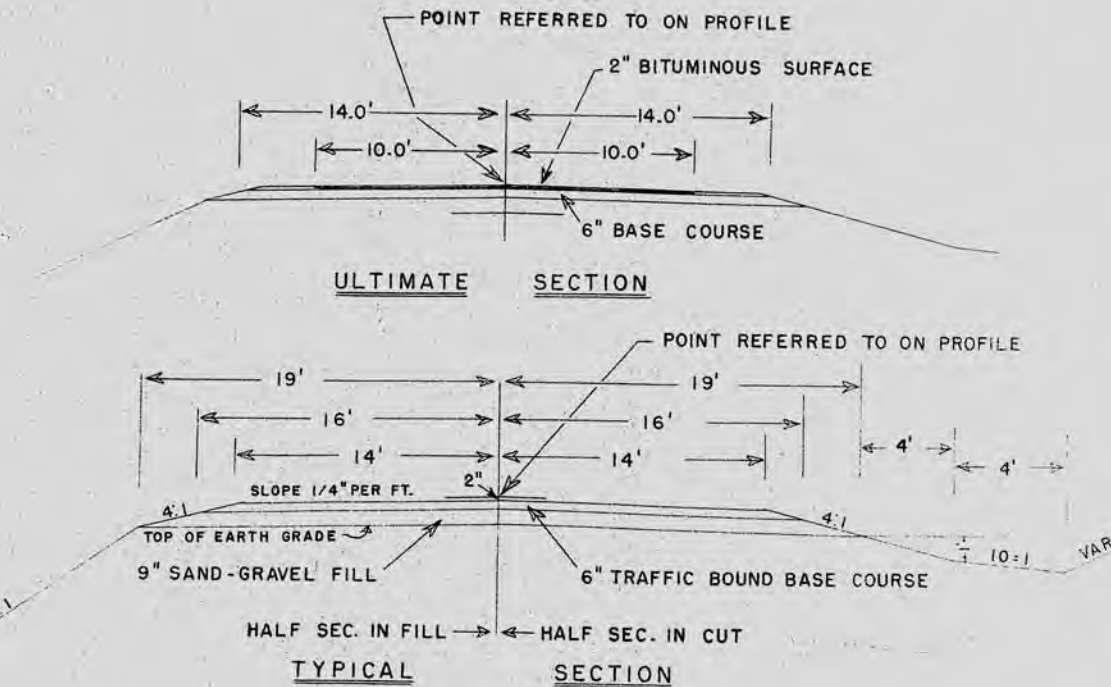 POINT REFERRED TO ON PROFILE
2" BITUMINOUS SURFACE
14.0' 14.0'
10.0' 10.0'
6" BASE COURSE
ULTIMATE SECTION
POINT REFERRED TO ON PROFILE
19' 19'
16' 16'
4'
14' 14' 4'
2"
SLOPE 1/4" PER FT.
4:1 4:1
TOP OF EARTH GRADE
10:1 VAR
9" SAND-GRAVEL FILL 6" TRAFFIC BOUND BASE COURSE
HALF SEC. IN FILL HALF SEC. IN CUT
TYPICAL SECTION